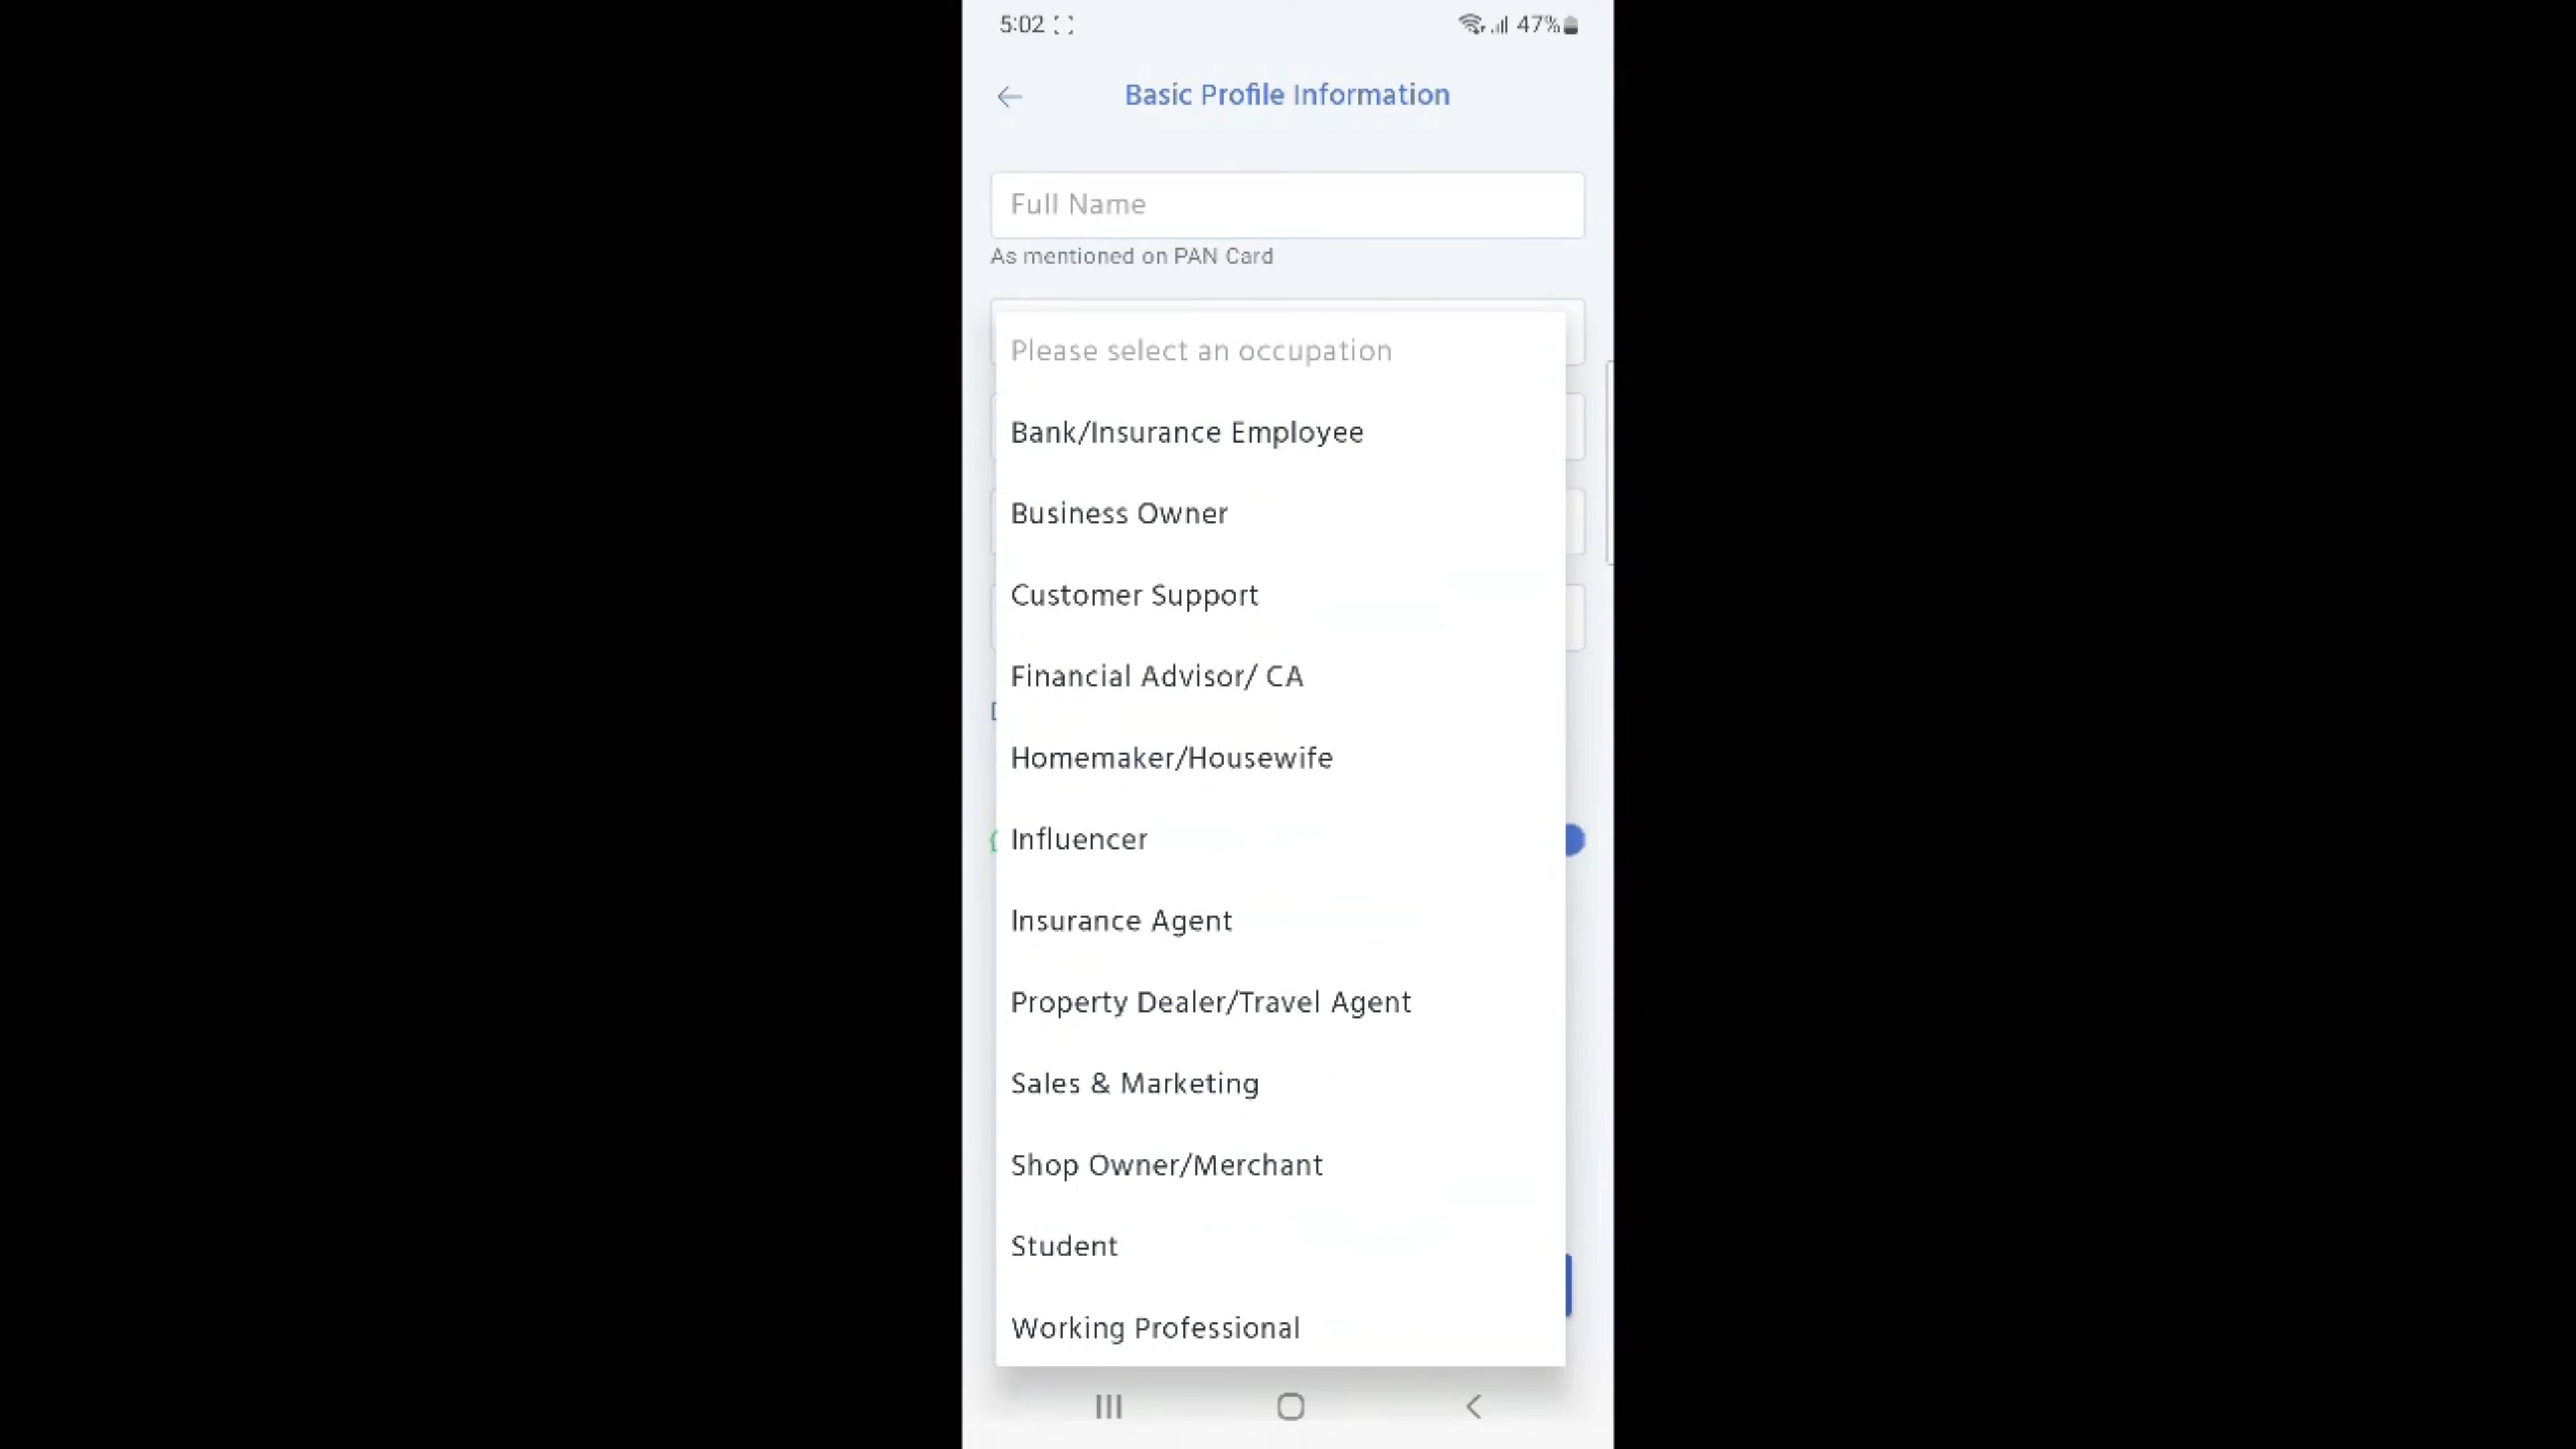 5:02
47%
Basic Profile Information
Full Name
As mentioned on PAN Card
Please select an occupation
Bank/Insurance Employee
Business Owner
Customer Support
Financial Advisor/ CA
Homemaker/Housewife
Influencer
Insurance Agent
Property Dealer/Travel Agent
Sales & Marketing
Shop Owner/Merchant
Student
Working Professional